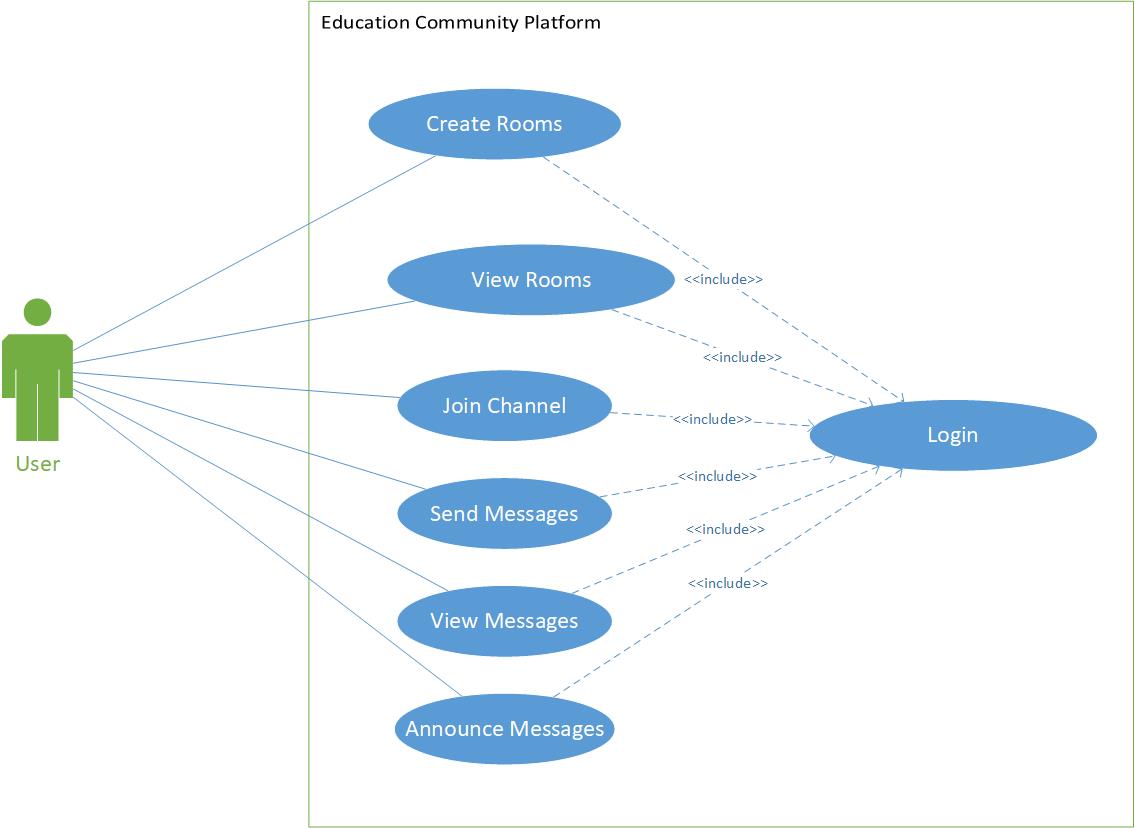 Education Community Platform
Create Rooms
View Rooms
<<include>>
<<include>>
Join Channel
<<include>>
Login
User
<<include>>
Send Messages
<<include>>
<<include>>
View Messages
Announce Messages